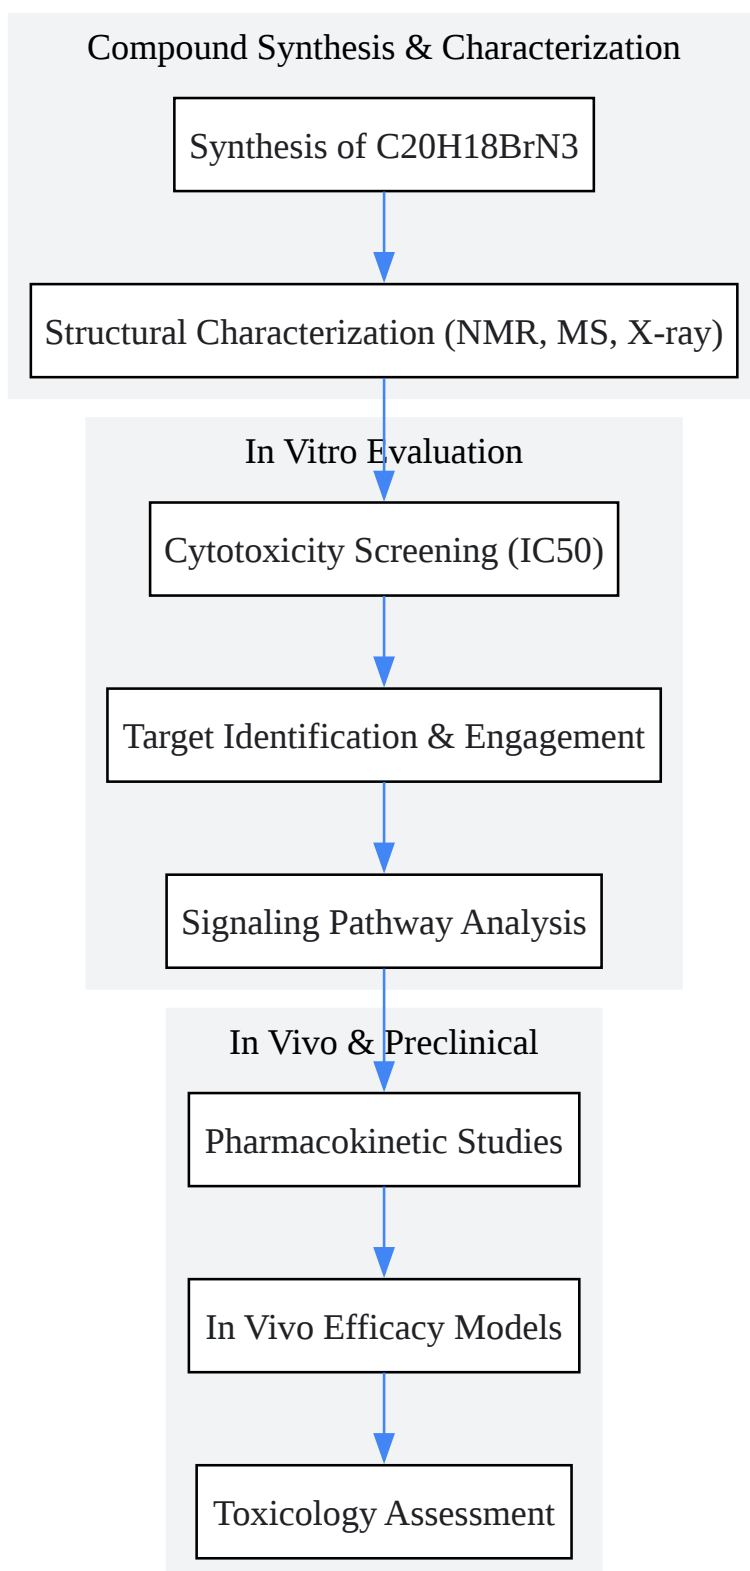 Compound Synthesis & Characterization
Synthesis of C20H18BrN3
Structural Characterization (NMR, MS, X-ray)
In Vitro Evaluation
Cytotoxicity Screening (IC50)
Target Identification & Engagement
Signaling Pathway Analysis
In Vivo & Preclinical
Pharmacokinetic Studies
In Vivo Efficacy Models
Toxicology Assessment